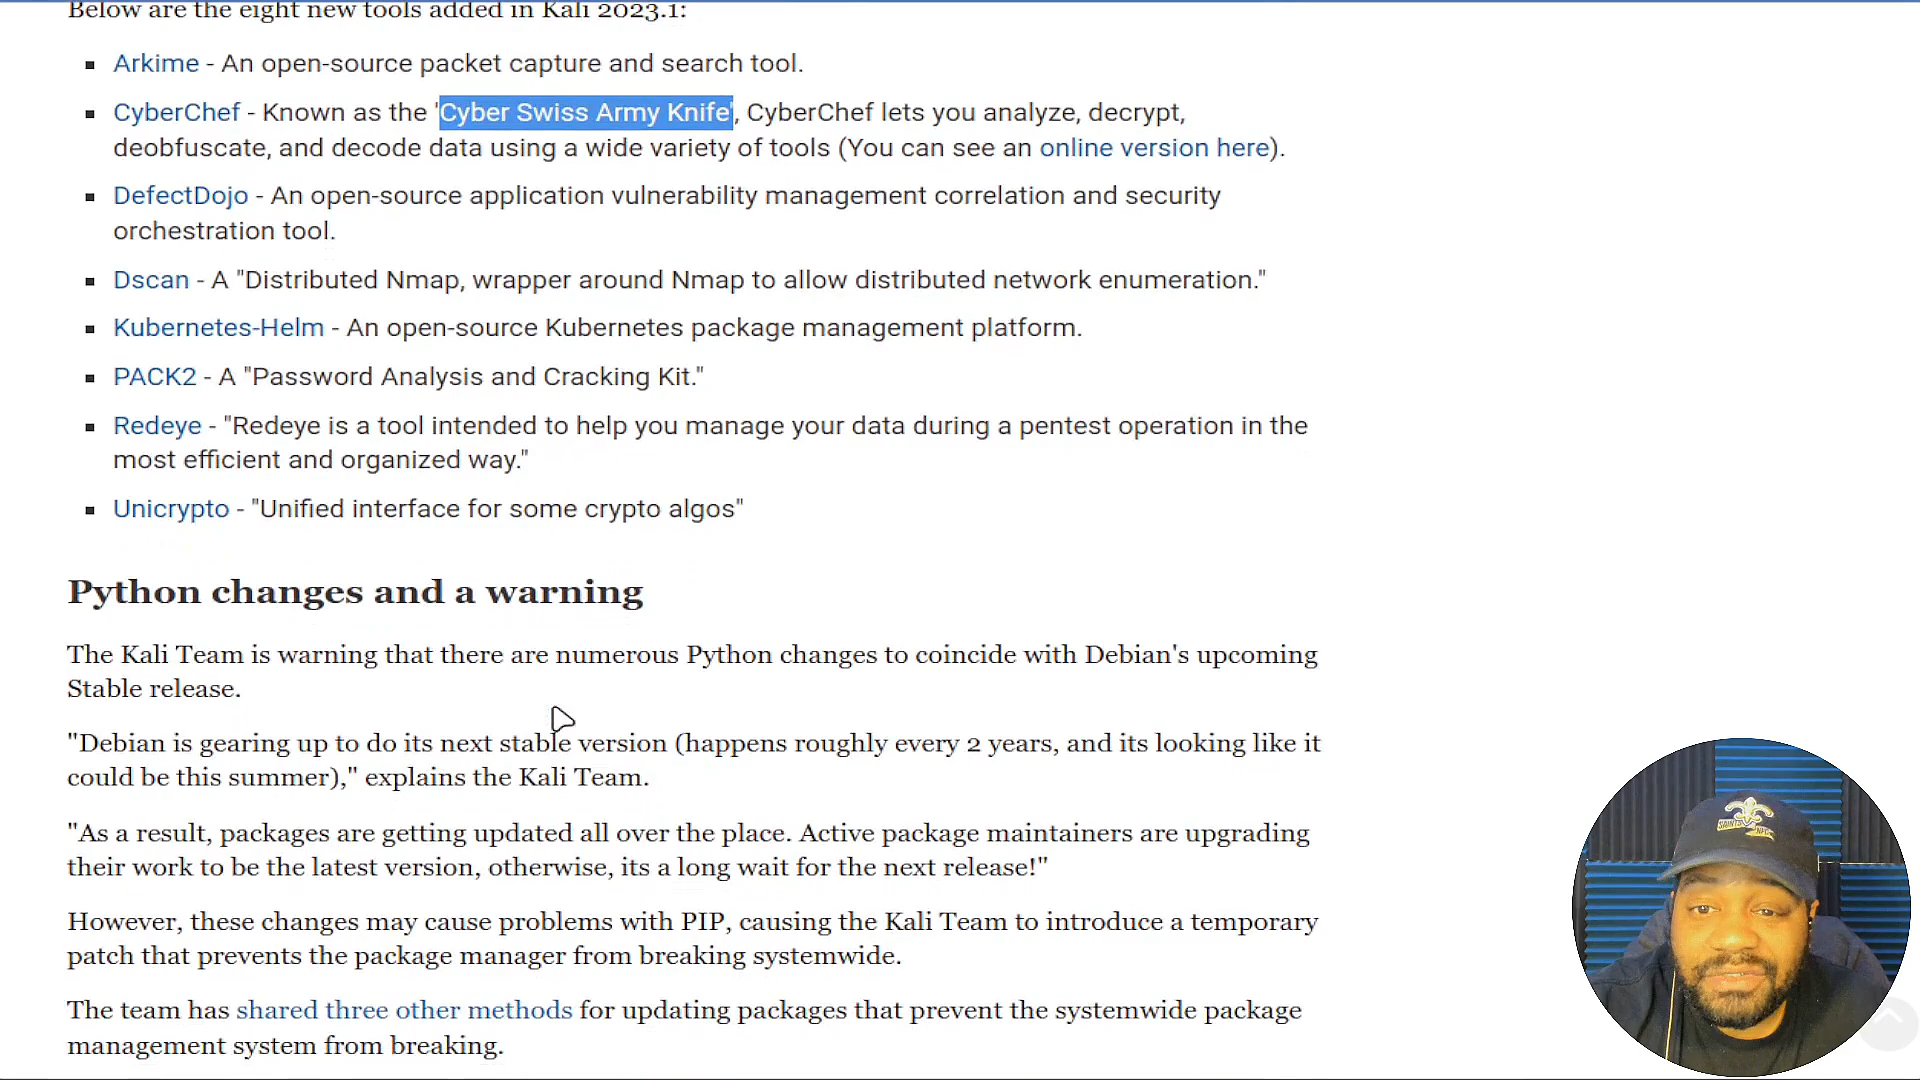 Below are the eight new tools added in Kali 2023.1:
Arkime - An open-source packet capture and search tool.
CyberChef - Known as the 'Cyber Swiss Army Knife', CyberChef lets you analyze, decrypt,
deobfuscate, and decode data using a wide variety of tools (You can see an online version here).
DefectDojo - An open-source application vulnerability management correlation and security
orchestration tool.
Dscan - A "Distributed Nmap, wrapper around Nmap to allow distributed network enumeration."
Kubernetes-Helm - An open-source Kubernetes package management platform.
PACK2 - A "Password Analysis and Cracking Kit."
Redeye - "Redeye is a tool intended to help you manage your data during a pentest operation in the
most efficient and organized way."
Unicrypto - "Unified interface for some crypto algos"
Python changes and a warning
The Kali Team is warning that there are numerous Python changes to coincide with Debian's upcoming
Stable release.
"Debian is gearing up to do its next stable version (happens roughly every 2 years, and its looking like it
could be this summer)," explains the Kali Team.
"As a result, packages are getting updated all over the place. Active package maintainers are upgrading
their work to be the latest version, otherwise, its a long wait for the next release!"
However, these changes may cause problems with PIP, causing the Kali Team to introduce a temporary
patch that prevents the package manager from breaking systemwide.
The team has shared three other methods for updating packages that prevent the systemwide package
management system from breaking.
SAINTS